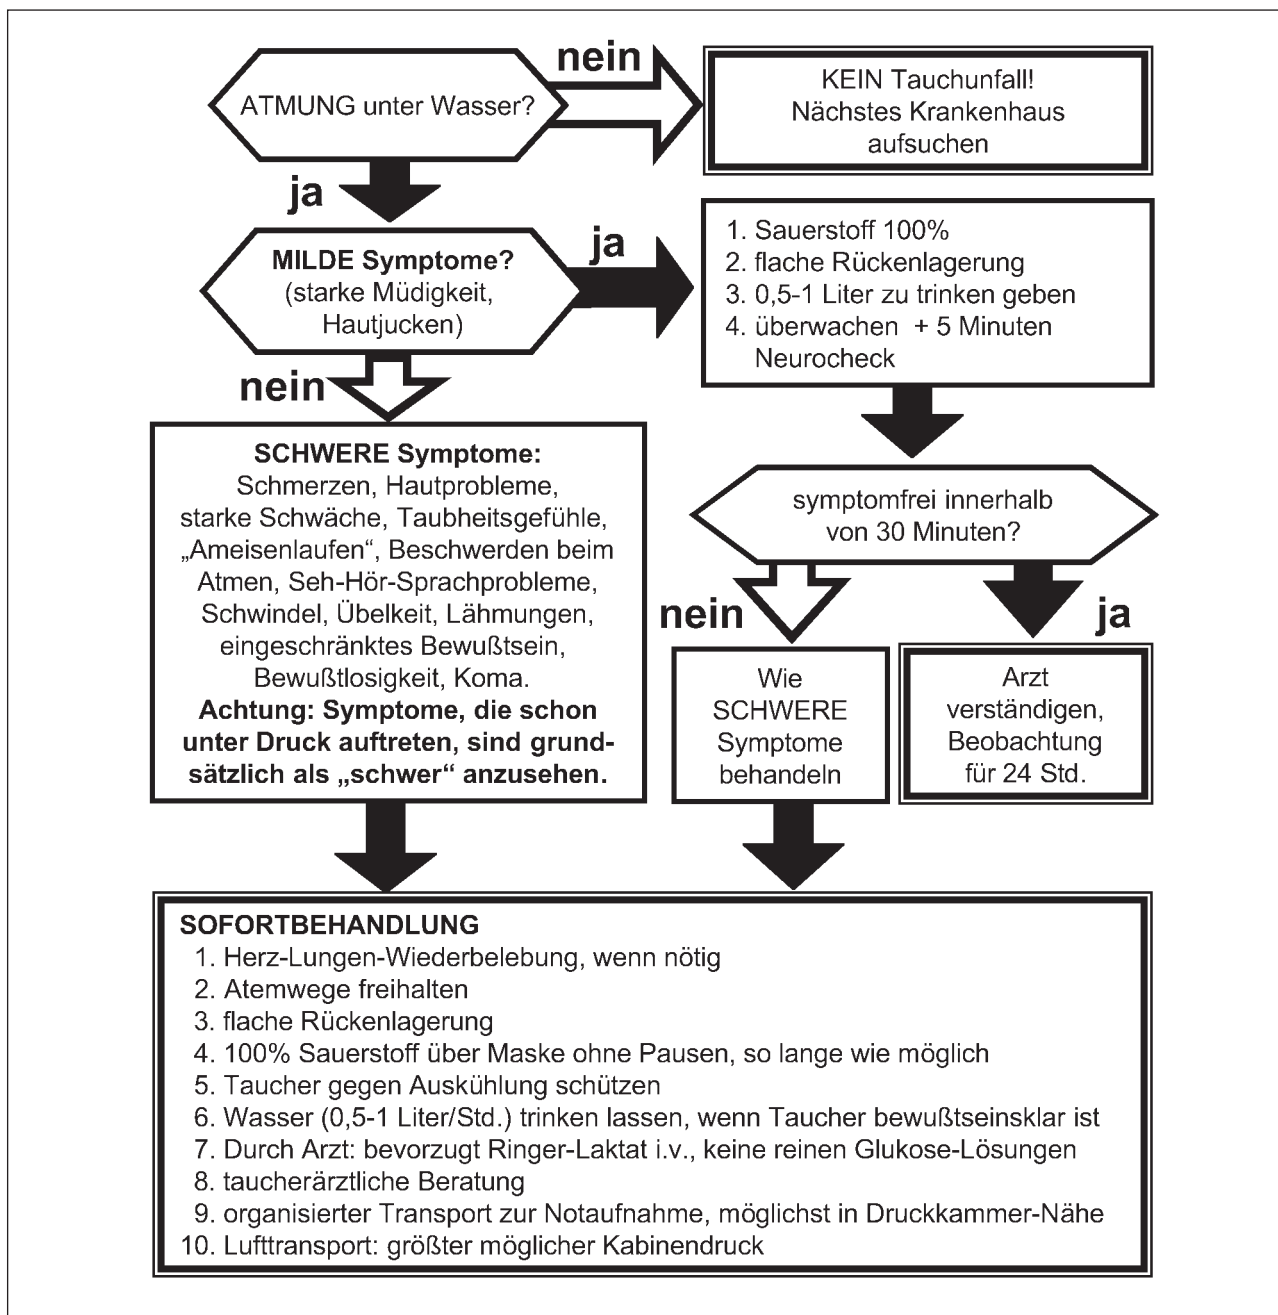 nein
ATMUNG unter Wasser?
KEIN Tauchunfall!
Nächstes Krankenhaus
aufsuchen
ja
MILDE Symptome?
(starke Müdigkeit,
Hautjucken)
ja
1. Sauerstoff 100%
2. flache Rückenlagerung
3. 0,5-1 Liter zu trinken geben
4. überwachen + 5 Minuten
Neurocheck
nein
SCHWERE Symptome:
Schmerzen, Hautprobleme,
starke Schwäche, Taubheitsgefühle,
„Ameisenlaufen“, Beschwerden beim
Atmen, Seh-Hör-Sprachprobleme,
Schwindel, Übelkeit, Lähmungen,
eingeschränktes Bewußtsein,
Bewußtlosigkeit, Koma.
Achtung: Symptome, die schon
unter Druck auftreten, sind grund-
sätzlich als „schwer“ anzusehen.
symptomfrei innerhalb
von 30 Minuten?
nein
ja
Wie
SCHWERE
Symptome
behandeln
Arzt
verständigen,
Beobachtung
für 24 Std.
SOFORTBEHANDLUNG
1. Herz-Lungen-Wiederbelebung, wenn nötig
2. Atemwege freihalten
3. flache Rückenlagerung
4. 100% Sauerstoff über Maske ohne Pausen, so lange wie möglich
5. Taucher gegen Auskühlung schützen
6. Wasser (0,5-1 Liter/Std.) trinken lassen, wenn Taucher bewußtseinsklar ist
7. Durch Arzt: bevorzugt Ringer-Laktat i.v., keine reinen Glukose-Lösungen
8. taucherärztliche Beratung
9. organisierter Transport zur Notaufnahme, möglichst in Druckkammer-Nähe
10. Lufttransport: größter möglicher Kabinendruck